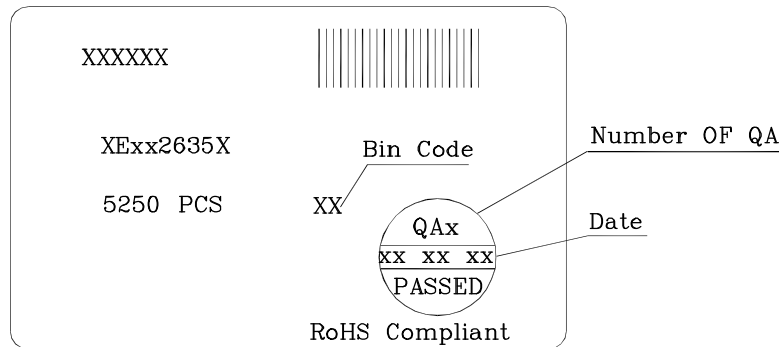 XXXXXX
XExx2635X
Bin Code
Number OF QA
5250 PCS
XX
QAx
Date
xx xx xx
PASSED
RoHS Compliant